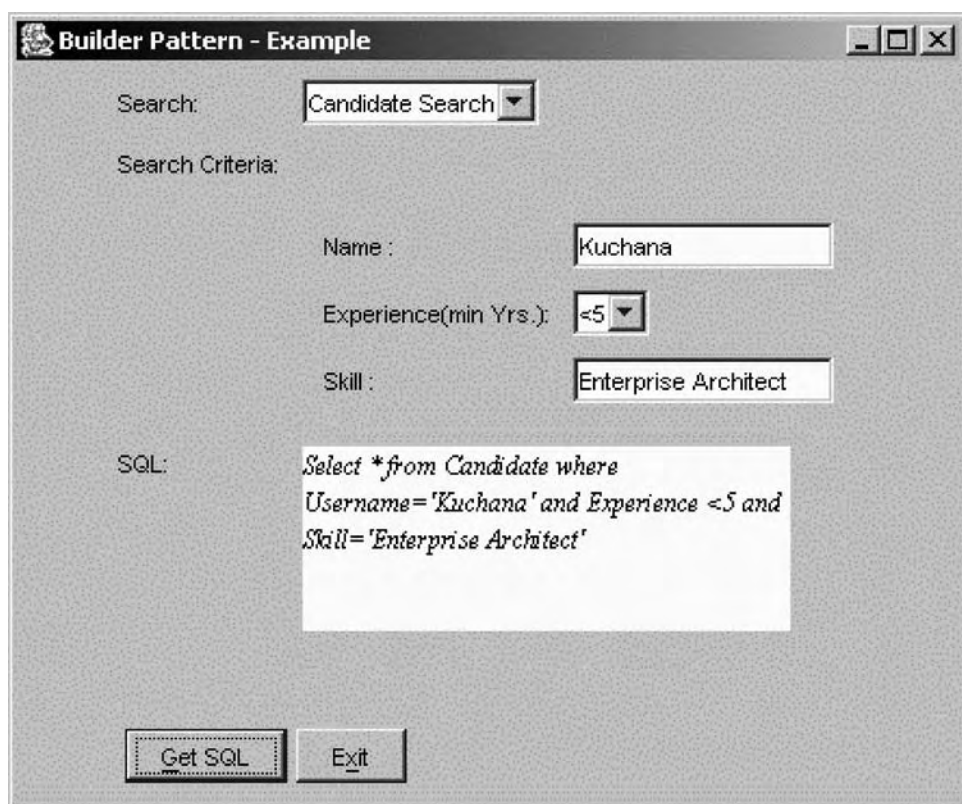 Builder Pattern - Example
Search: Candidate Search
Search Criteria:
Name : Kuchana
Experience(min Yrs.): <5
Skill : Enterprise Architect
SQL: Select * from Candidate where
Username='Kuchana' and Experience <5 and
Skill='Enterprise Architect'
Get SQL Exit